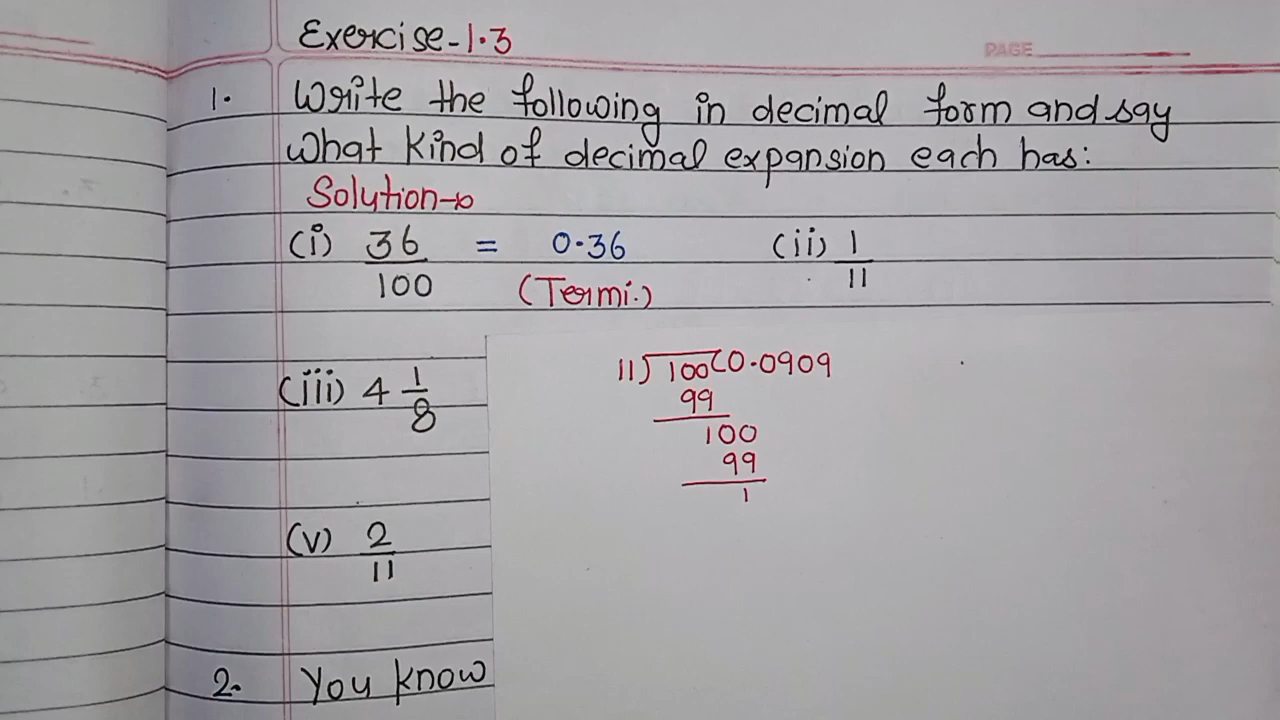 Exercise-1.3
PAGE
1. Write the following in decimal form and say
what kind of decimal expansion each has:
Solution→
(i) 36/100 = 0.36 (ii) 1/11
(Termi.)
11) 100 (0.0909
99
100
99
1
(iii) 4 1/8
(v) 2/11
2. You know